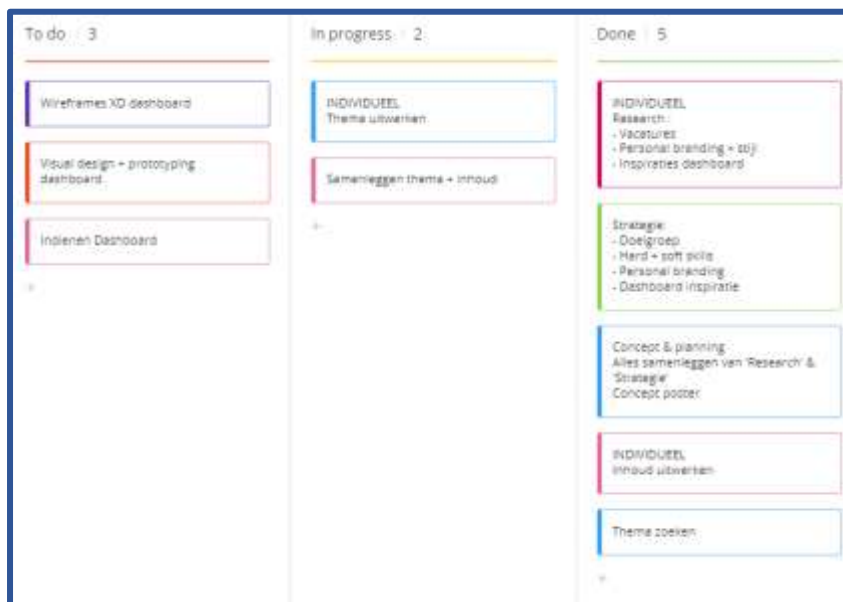 To do 3
Wireframes XD dashboard
Visual design + prototyping
dashboard
Indienen Dashboard
+
In progress 2
INDIVIDUEEL
Thema uitwerken
Samenleggen thema + inhoud
+
Done 5
INDIVIDUEEL
Research :
- Vacatures
- Personal branding + stijl
- Inspiraties dashboard
Strategie:
- Doelgroep
- Hard + soft skills
- Personal branding
- Dashboard inspiratie
Concept & planning
Alles samenleggen van 'Research' &
'Strategie'
Concept poster
INDIVIDUEEL
Inhoud uitwerken
Thema zoeken
+